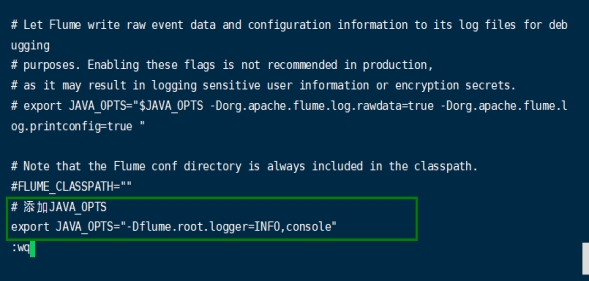 # Let Flume write raw event data and configuration information to its log files for deb
ugging
# purposes. Enabling these flags is not recommended in production,
# as it may result in logging sensitive user information or encryption secrets.
# export JAVA_OPTS="$JAVA_OPTS -Dorg.apache.flume.log.rawdata=true -Dorg.apache.flume.l
og.printconfig=true "
# Note that the Flume conf directory is always included in the classpath.
#FLUME_CLASSPATH=""
# 添加JAVA_OPTS
export JAVA_OPTS="-Dflume.root.logger=INFO,console"
:wq